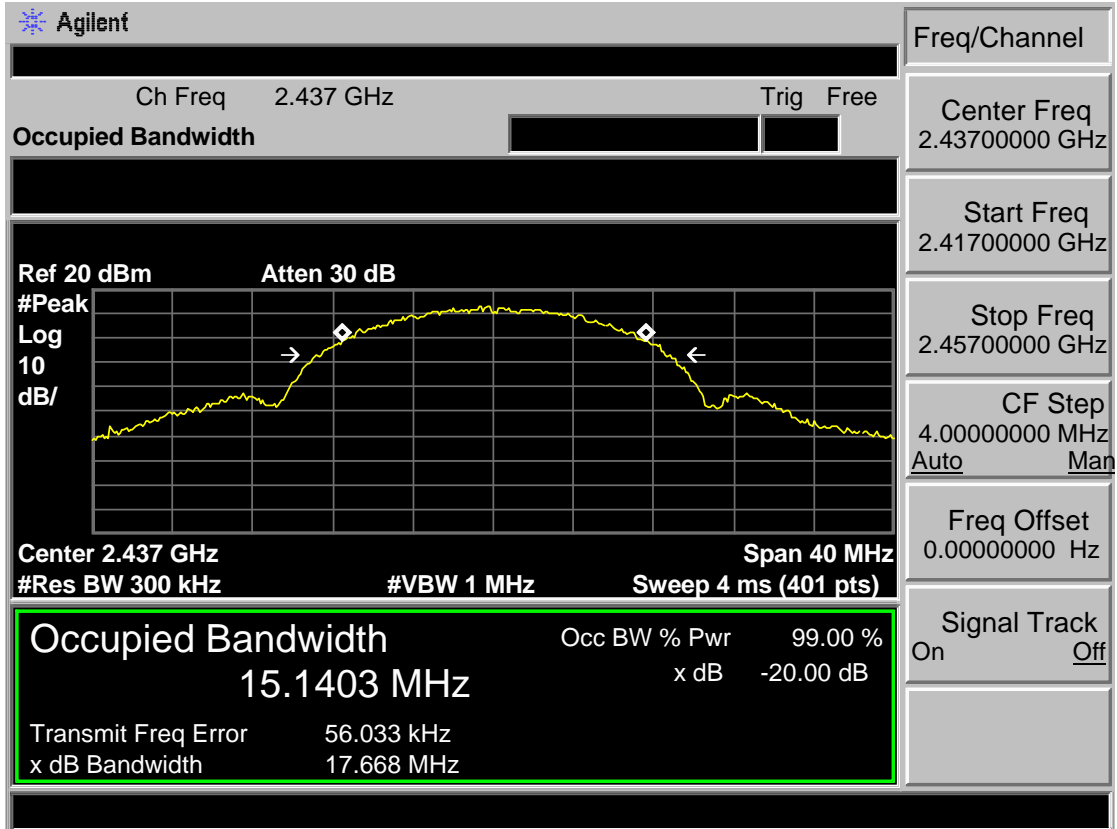 Agilent
Freq/Channel
Ch Freq 2.437 GHz Trig Free
Occupied Bandwidth
Center Freq
2.43700000 GHz
Start Freq
2.41700000 GHz
Ref 20 dBm Atten 30 dB
#Peak
Log
10
dB/
Stop Freq
2.45700000 GHz
CF Step
4.00000000 MHz
Auto Man
Freq Offset
0.00000000 Hz
Center 2.437 GHz Span 40 MHz
#Res BW 300 kHz #VBW 1 MHz Sweep 4 ms (401 pts)
Signal Track
On Off
Occupied Bandwidth Occ BW % Pwr 99.00 %
15.1403 MHz x dB -20.00 dB
Transmit Freq Error 56.033 kHz
x dB Bandwidth 17.668 MHz